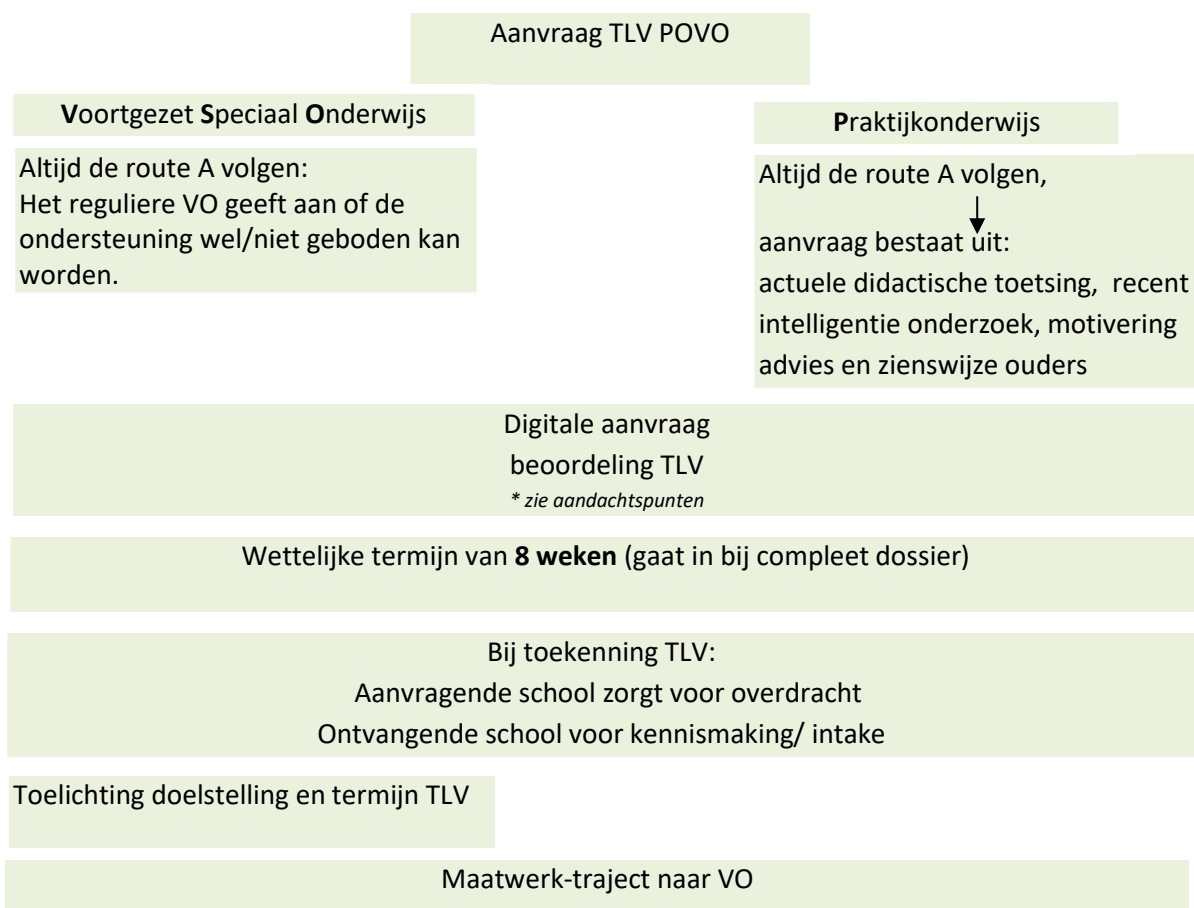 Aanvraag TLV POVO
Voortgezet Speciaal Onderwijs
Altijd de route A volgen:
Het reguliere VO geeft aan of de
ondersteuning wel/niet geboden kan
worden.
Praktijkonderwijs
Altijd de route A volgen,
aanvraag bestaat uit:
actuele didactische toetsing, recent
intelligentie onderzoek, motivering
advies en zienswijze ouders
Digitale aanvraag
beoordeling TLV
* zie aandachtspunten
Wettelijke termijn van 8 weken (gaat in bij compleet dossier)
Bij toekenning TLV:
Aanvragende school zorgt voor overdracht
Ontvangende school voor kennismaking/ intake
Toelichting doelstelling en termijn TLV
Maatwerk-traject naar VO